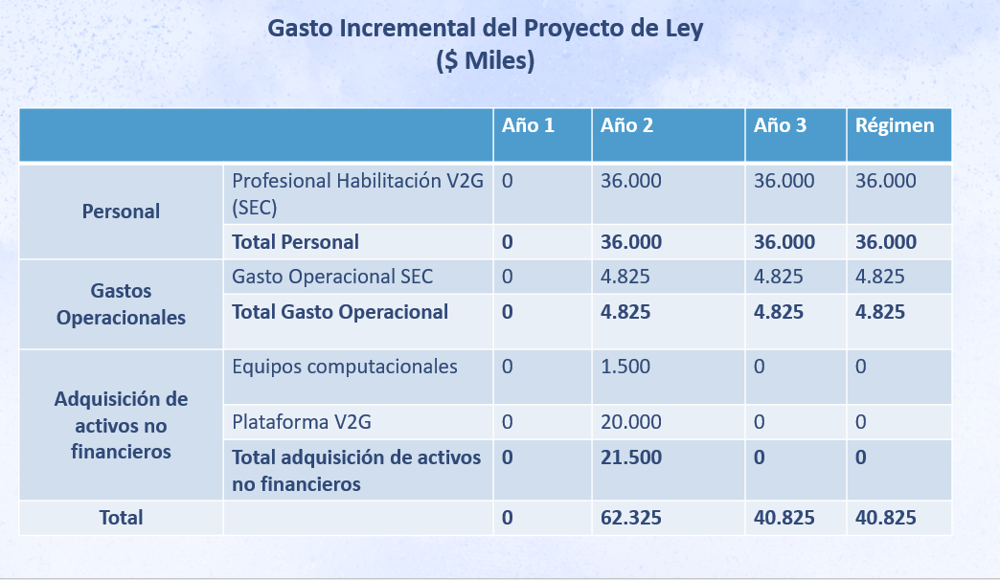 Gasto Incremental del Proyecto de Ley
($ Miles)
Año 1 Año 2 Año 3 Régimen
Personal
Profesional Habilitación V2G (SEC) 0 36.000 36.000 36.000
Total Personal 0 36.000 36.000 36.000
Gastos Operacionales
Gasto Operacional SEC 0 4.825 4.825 4.825
Total Gasto Operacional 0 4.825 4.825 4.825
Adquisición de activos no financieros
Equipos computacionales 0 1.500 0 0
Plataforma V2G 0 20.000 0 0
Total adquisición de activos no financieros 0 21.500 0 0
Total 0 62.325 40.825 40.825